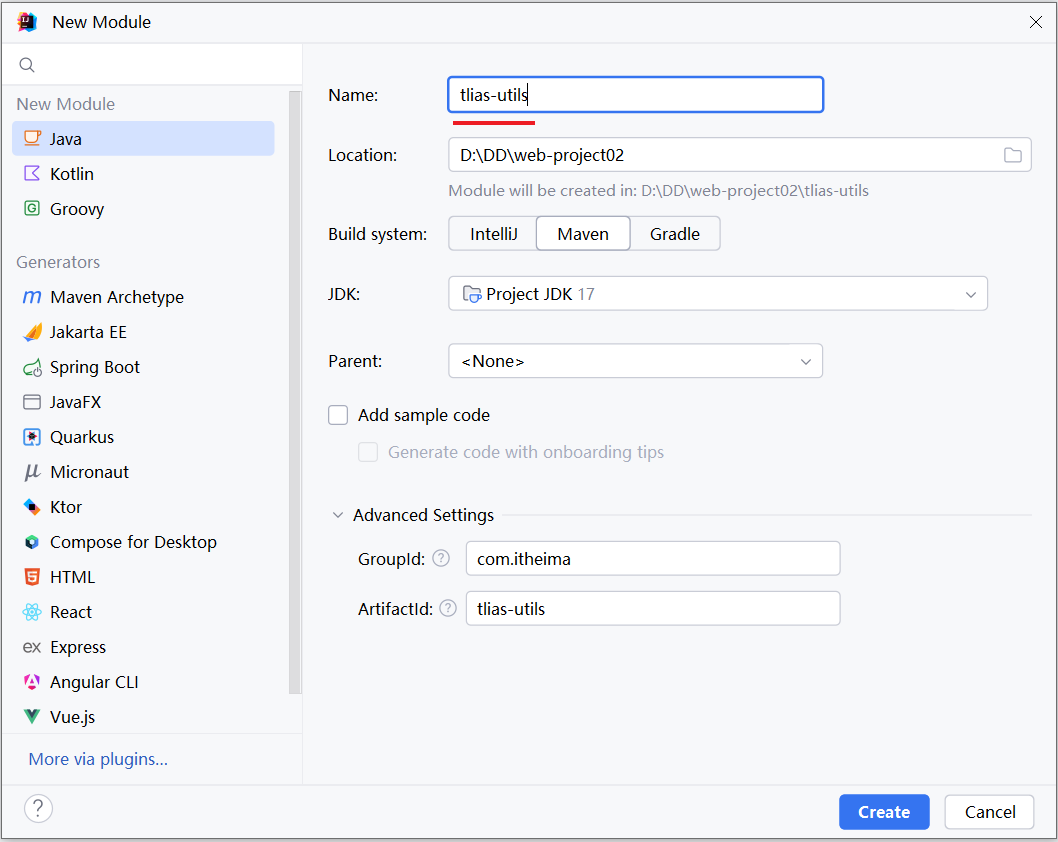 New Module
New Module
Java
Kotlin
Groovy
Generators
Maven Archetype
Jakarta EE
Spring Boot
JavaFX
Quarkus
Micronaut
Ktor
Compose for Desktop
HTML
React
Express
Angular CLI
Vue.js
More via plugins...
Name: tlias-utils
Location: D:\DD\web-project02
Module will be created in: D:\DD\web-project02\tlias-utils
Build system: IntelliJ Maven Gradle
JDK: Project JDK 17
Parent: <None>
Add sample code
Generate code with onboarding tips
Advanced Settings
GroupId: ? com.itheima
ArtifactId: ? tlias-utils
? Create Cancel